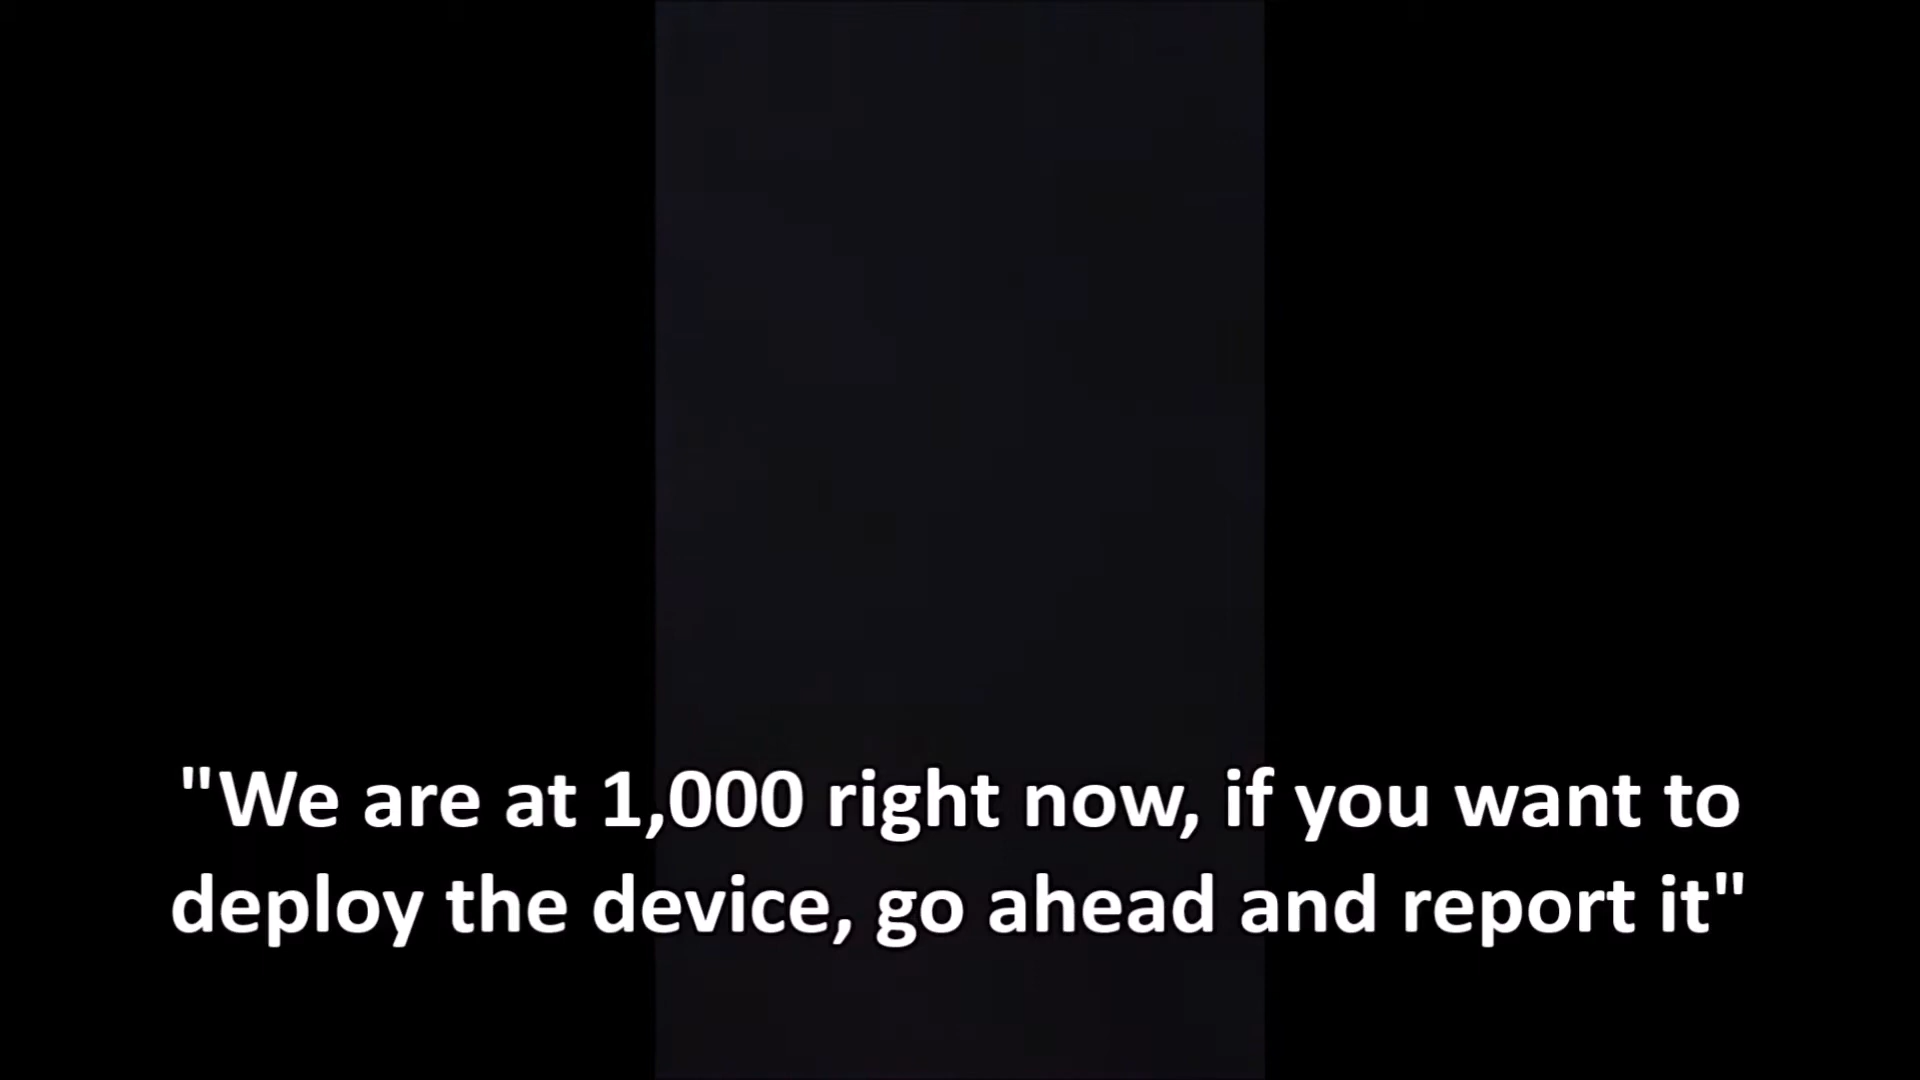 "We are at 1,000 right now, if you want to
deploy the device, go ahead and report it"